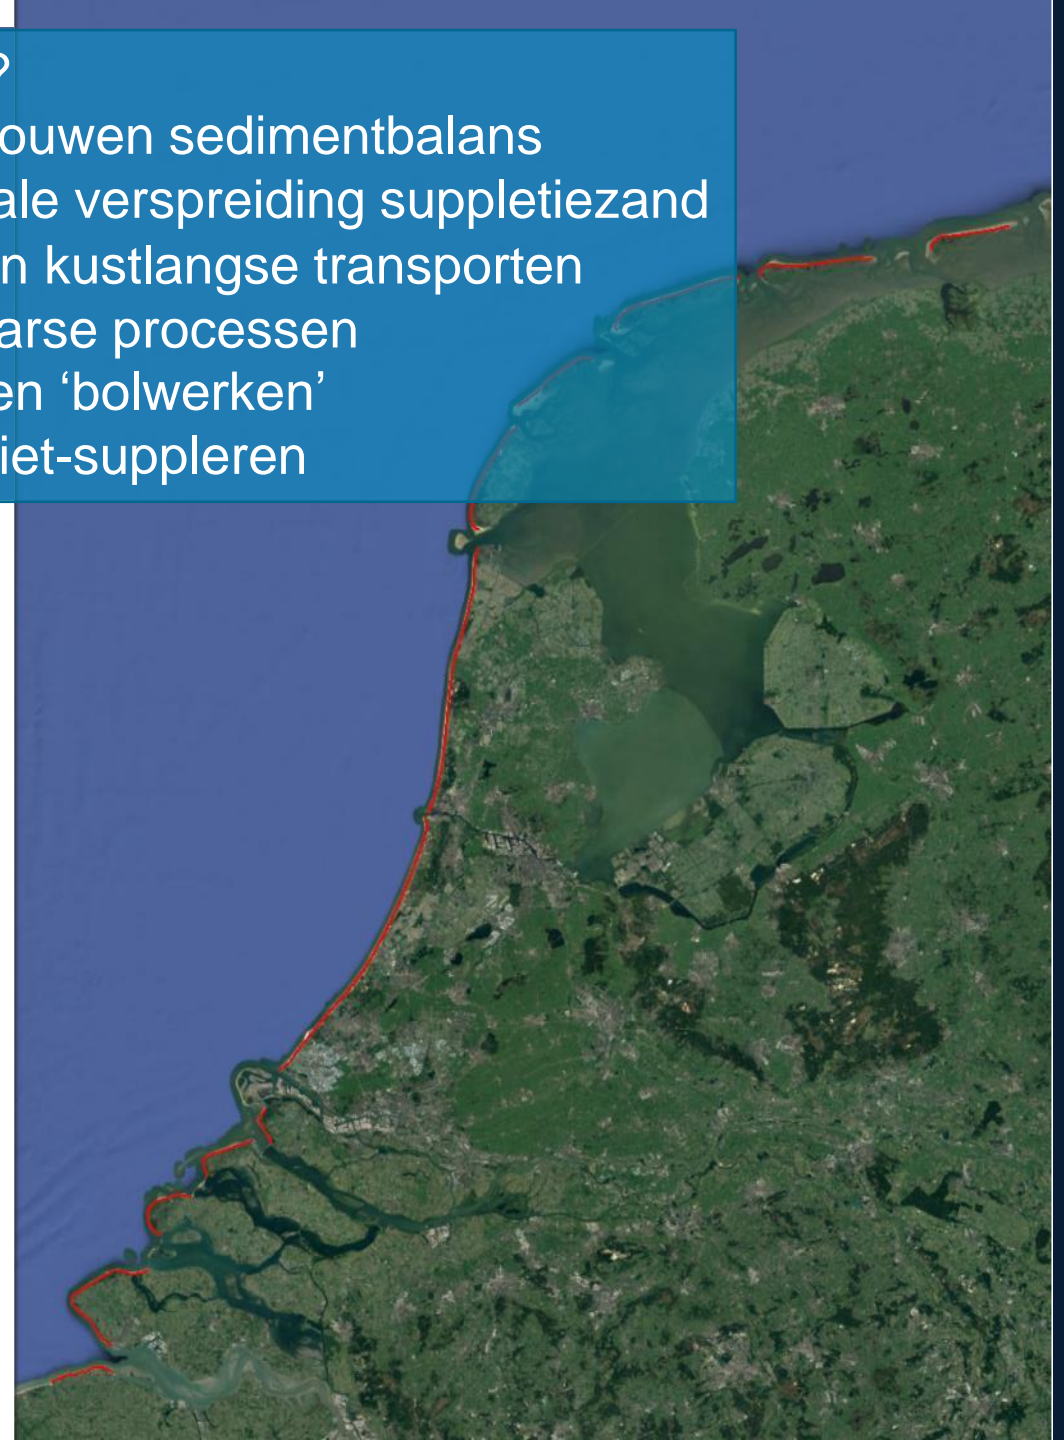 ?
ouwen sedimentbalans
ale verspreiding suppletiezand
n kustlangse transporten
arse processen
en ‘bolwerken’
iet-suppleren